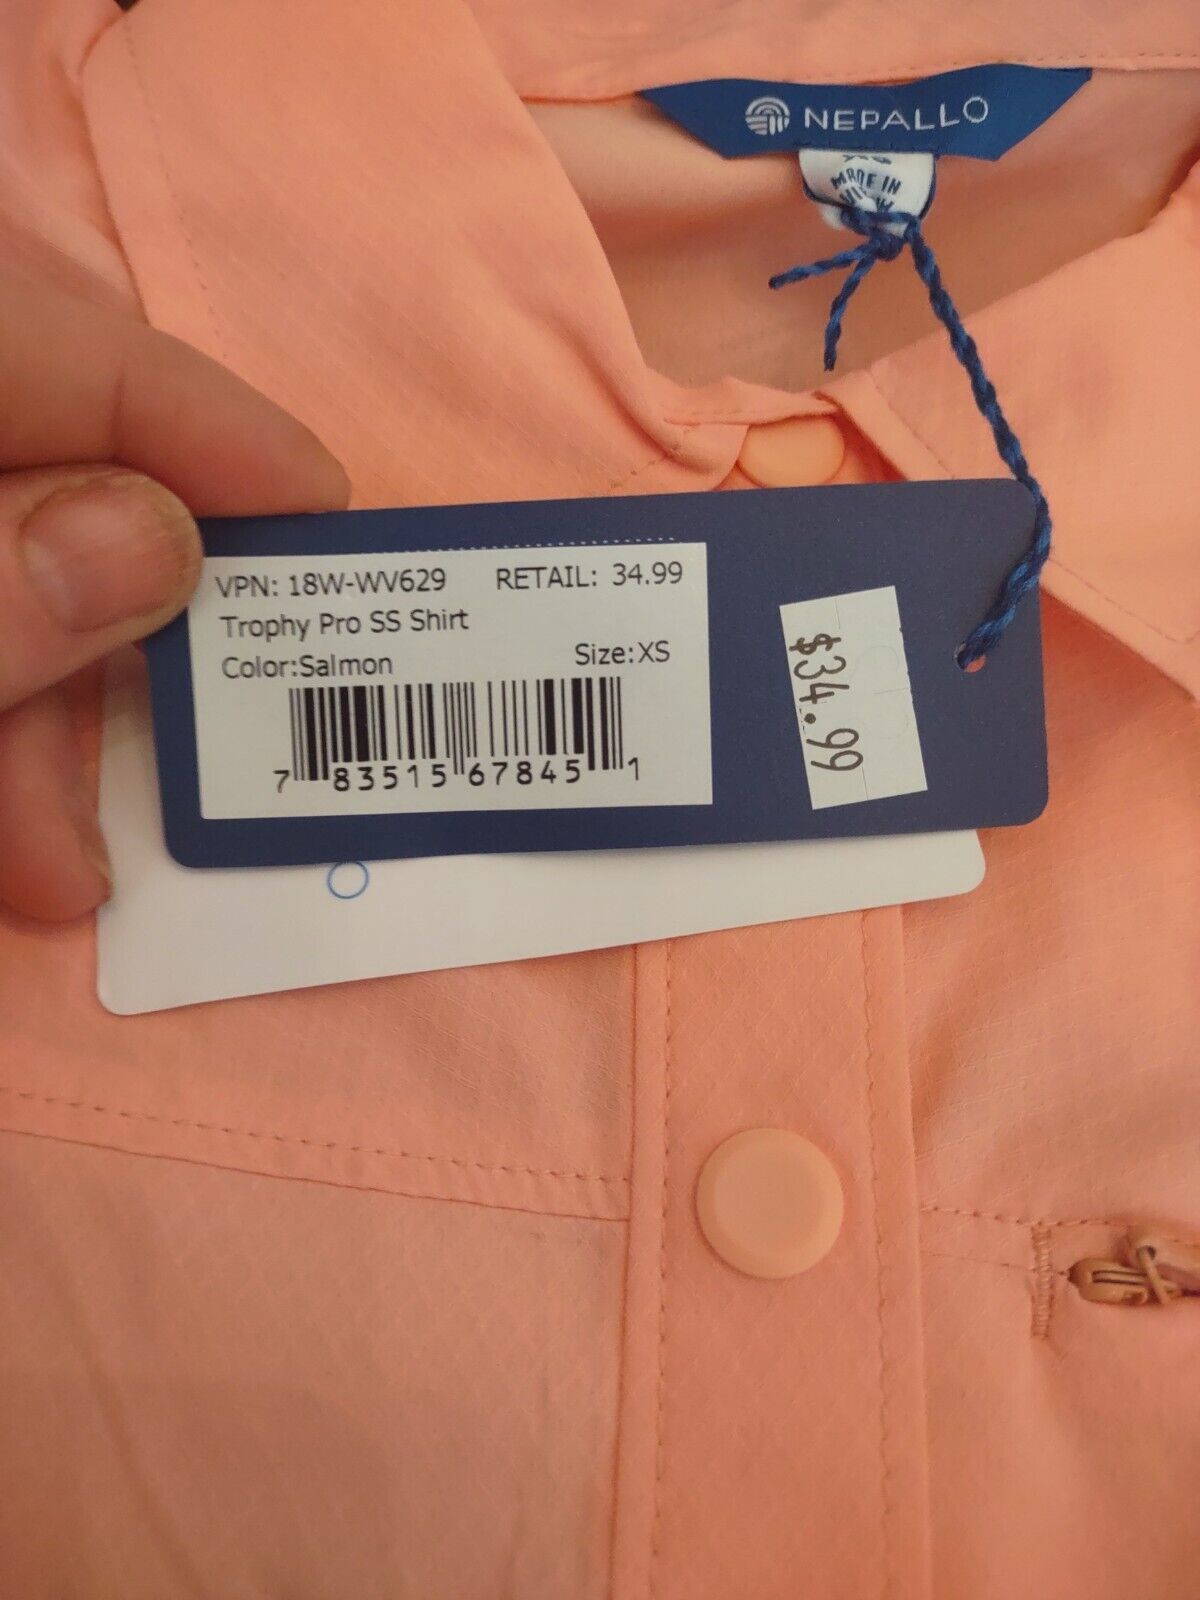 NEPALLO
MADE IN
VPN: 18W-WV629 RETAIL: 34.99
Trophy Pro SS Shirt
Color:Salmon Size:XS
7 83515 67845 1
$34.99